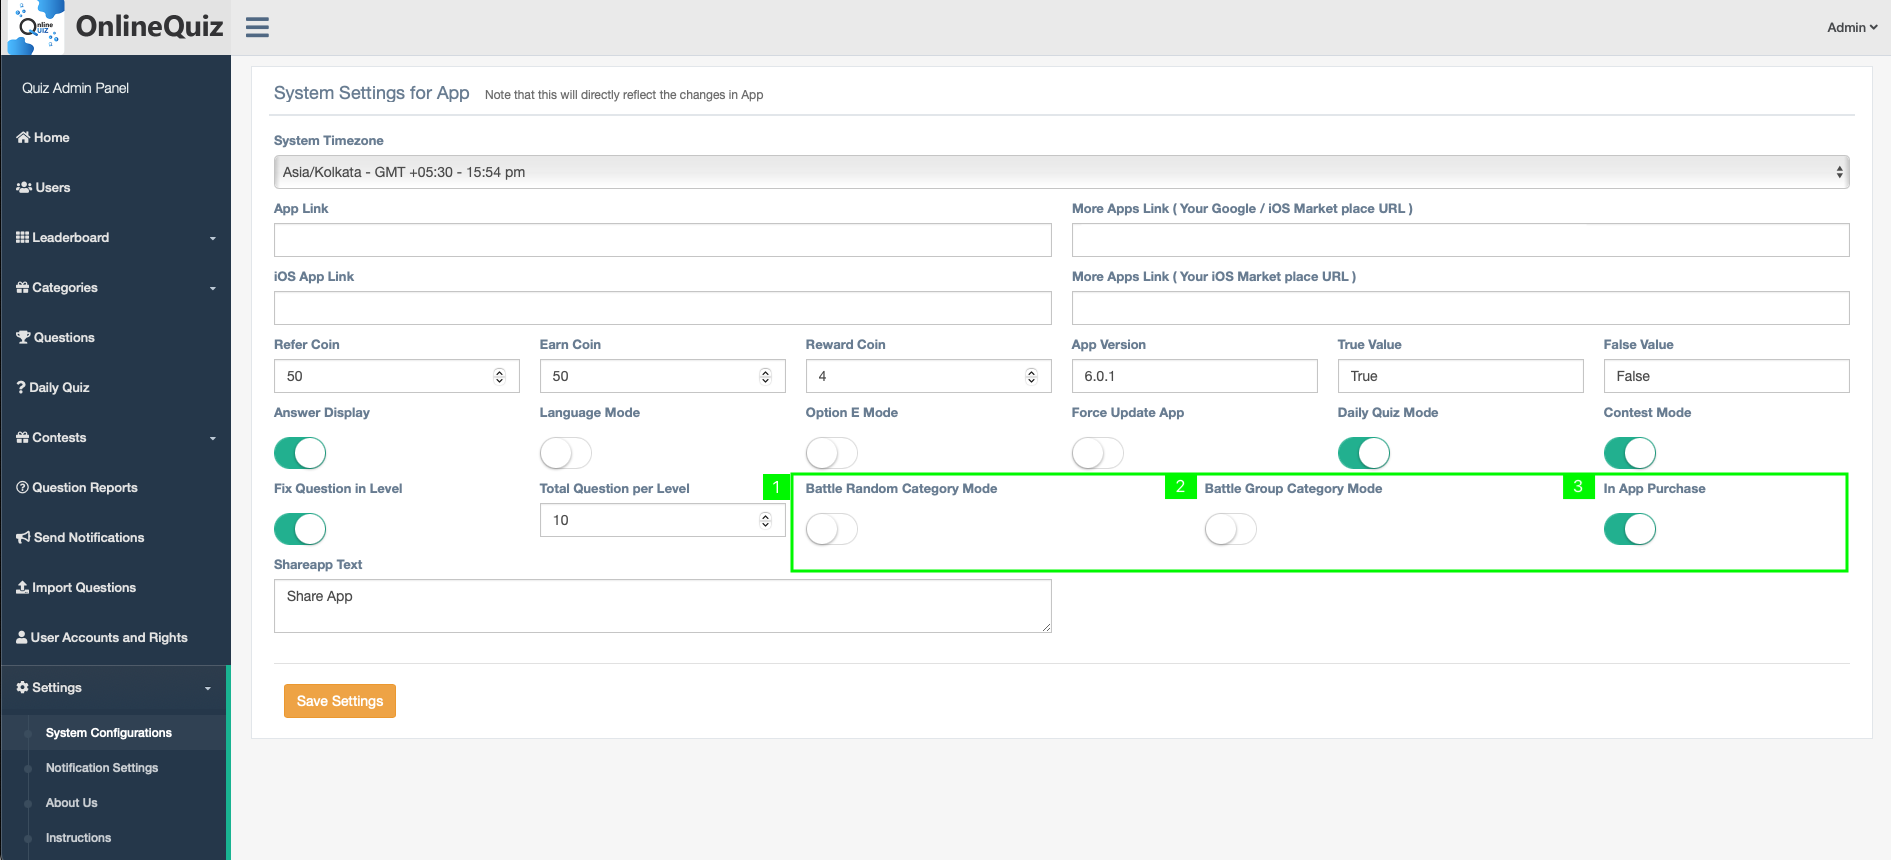 Online
QUIZ
OnlineQuiz
Admin
Quiz Admin Panel
Home
Users
Leaderboard
Categories
Questions
? Daily Quiz
Contests
Question Reports
Send Notifications
Import Questions
User Accounts and Rights
Settings
System Configurations
Notification Settings
About Us
Instructions
System Settings for App Note that this will directly reflect the changes in App
System Timezone
Asia/Kolkata - GMT +05:30 - 15:54 pm
App Link More Apps Link ( Your Google / iOS Market place URL )
iOS App Link More Apps Link ( Your iOS Market place URL )
Refer Coin Earn Coin Reward Coin App Version True Value False Value
50 50 4 6.0.1 True False
Answer Display Language Mode Option E Mode Force Update App Daily Quiz Mode Contest Mode
Fix Question in Level Total Question per Level 1 Battle Random Category Mode 2 Battle Group Category Mode 3 In App Purchase
10
Shareapp Text
Share App
Save Settings